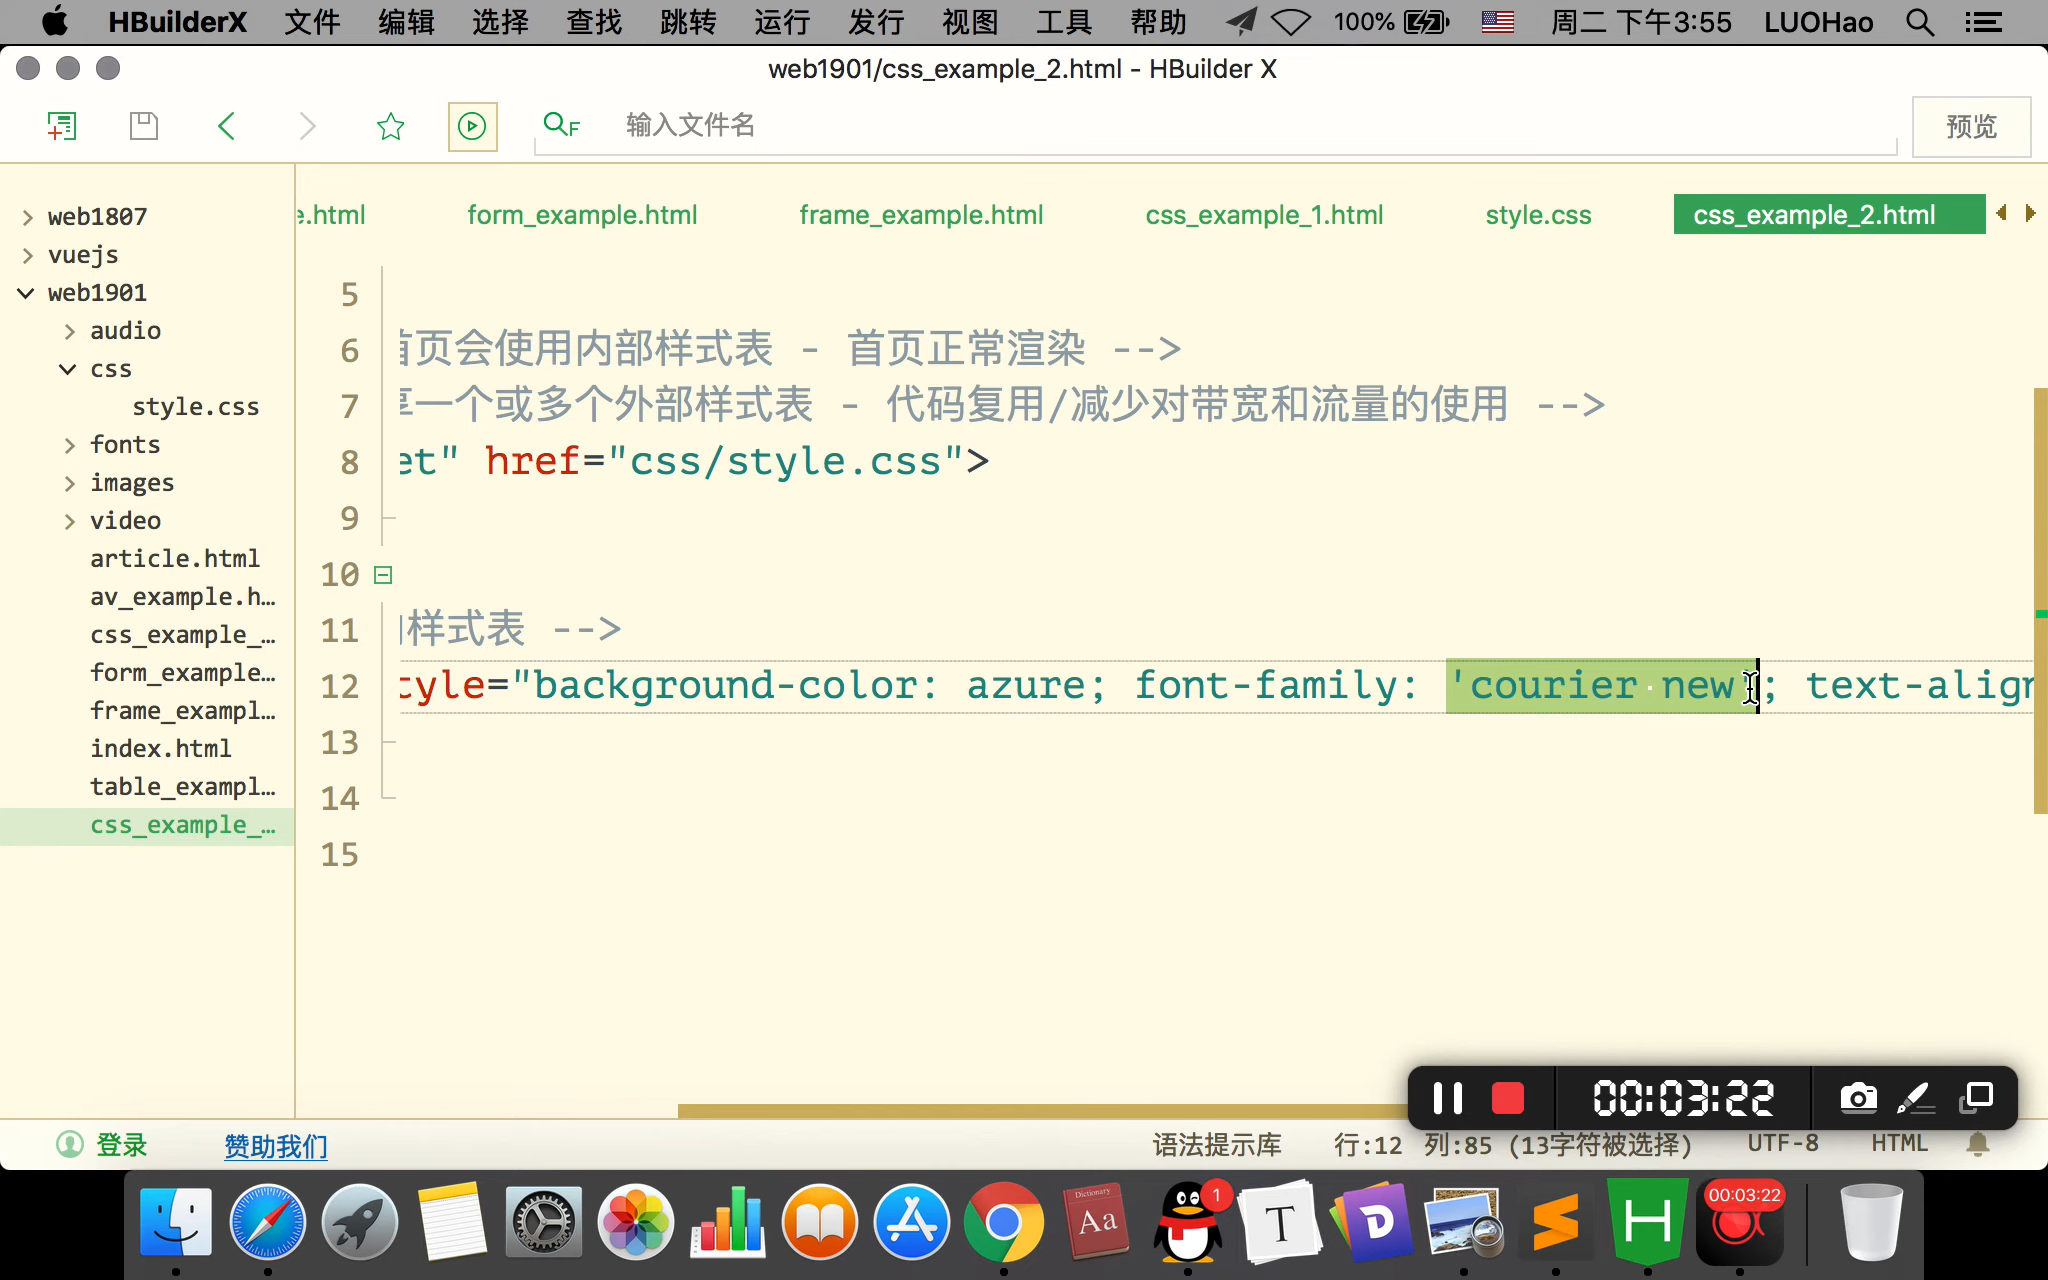 HBuilderX 文件 编辑 选择 查找 跳转 运行 发行 视图 工具 帮助 100% 周二 下午3:55 LUOHao
web1901/css_example_2.html - HBuilder X
F 输入文件名 预览
e.html form_example.html frame_example.html css_example_1.html style.css css_example_2.html
web1807
vuejs
web1901
audio
css
style.css
fonts
images
video
article.html
av_example.h…
css_example_…
form_example…
frame_exampl…
index.html
table_exampl…
css_example_…
5
6 首页会使用内部样式表 - 首页正常渲染 -->
7 享一个或多个外部样式表 - 代码复用/减少对带宽和流量的使用 -->
8 et" href="css/style.css">
9
10
11 样式表 -->
12 tyle="background-color: azure; font-family: 'courier new'; text-align
13
14
15
00:03:22
登录 赞助我们 语法提示库 行:12 列:85 (13字符被选择) UTF-8 HTML
Dictionary
Aa
1
T
D
H
00:03:22